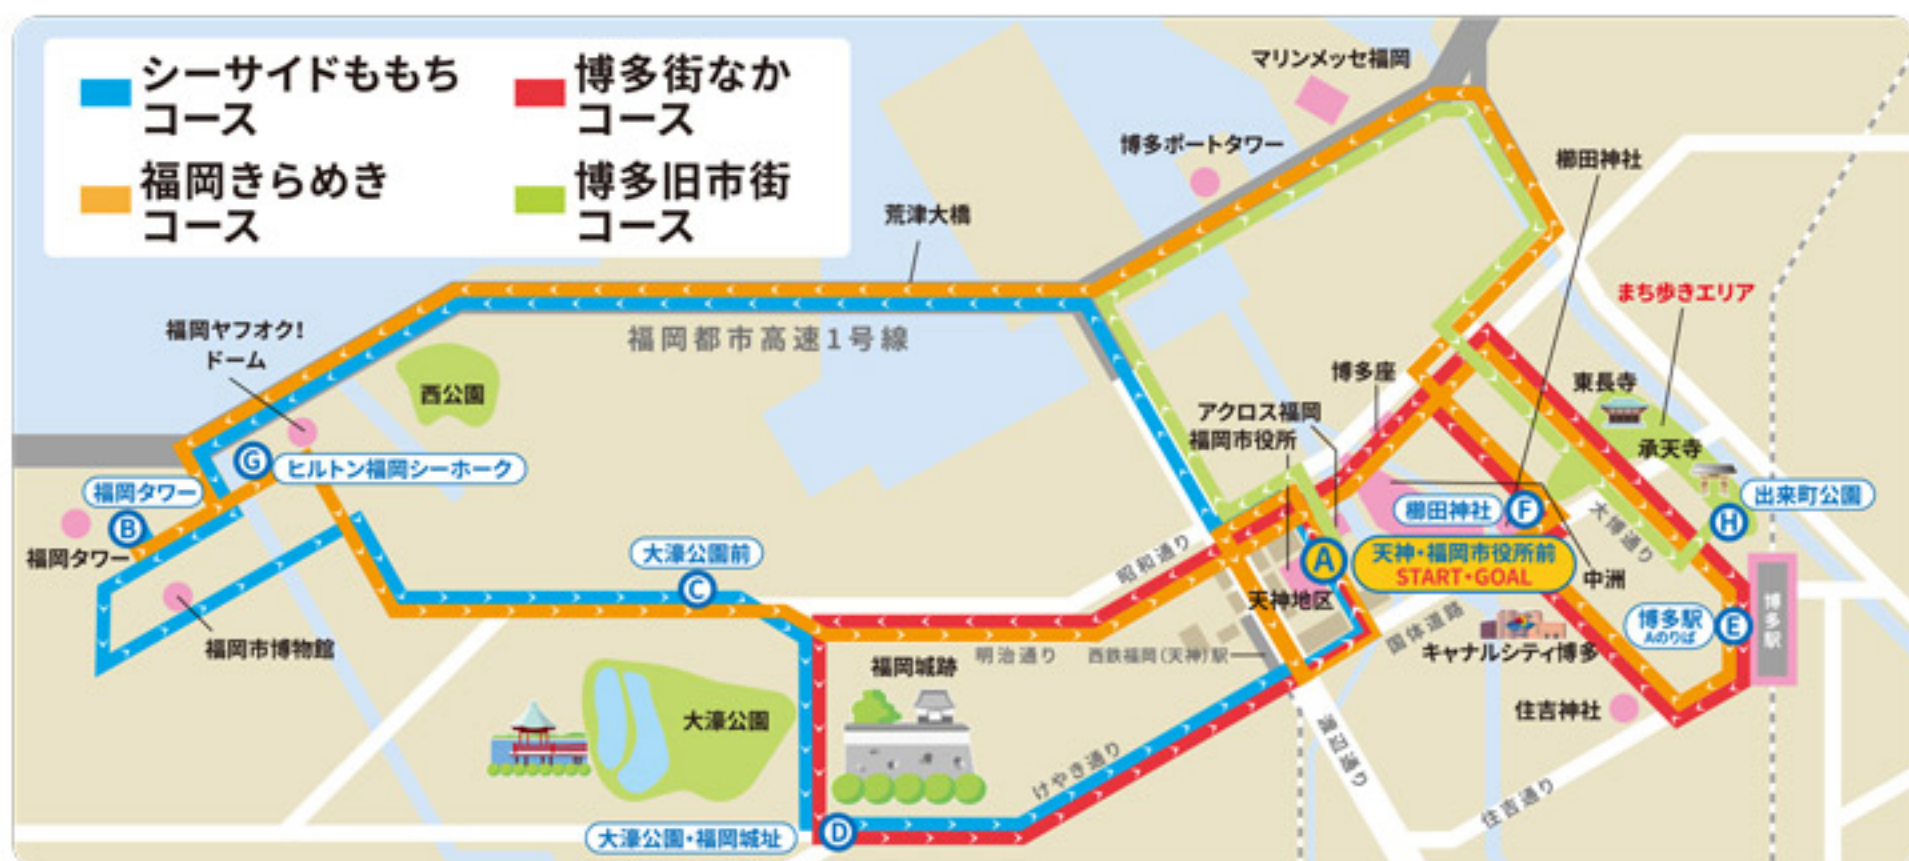 シーサイドももち
コース
博多街なか
コース
福岡きらめき
コース
博多旧市街
コース
マリンメッセ福岡
博多ポートタワー
櫛田神社
荒津大橋
まち歩きエリア
福岡ヤフオク!
ドーム
福岡都市高速1号線
西公園
博多座
東長寺
アクロス福岡
福岡市役所
承天寺
G
ヒルトン福岡シーホーク
福岡タワー
B
福岡タワー
出来町公園
H
櫛田神社
F
大博通り
昭和通り
大濠公園前
C
A
天神・福岡市役所前
START・GOAL
中洲
天神地区
博多駅
Aのりば
E
博多駅
国体道路
キャナルシティ博多
福岡市博物館
明治通り
西鉄福岡(天神)駅
福岡城跡
大濠公園
住吉神社
渡辺通り
けやき通り
住吉通り
大濠公園・福岡城址
D